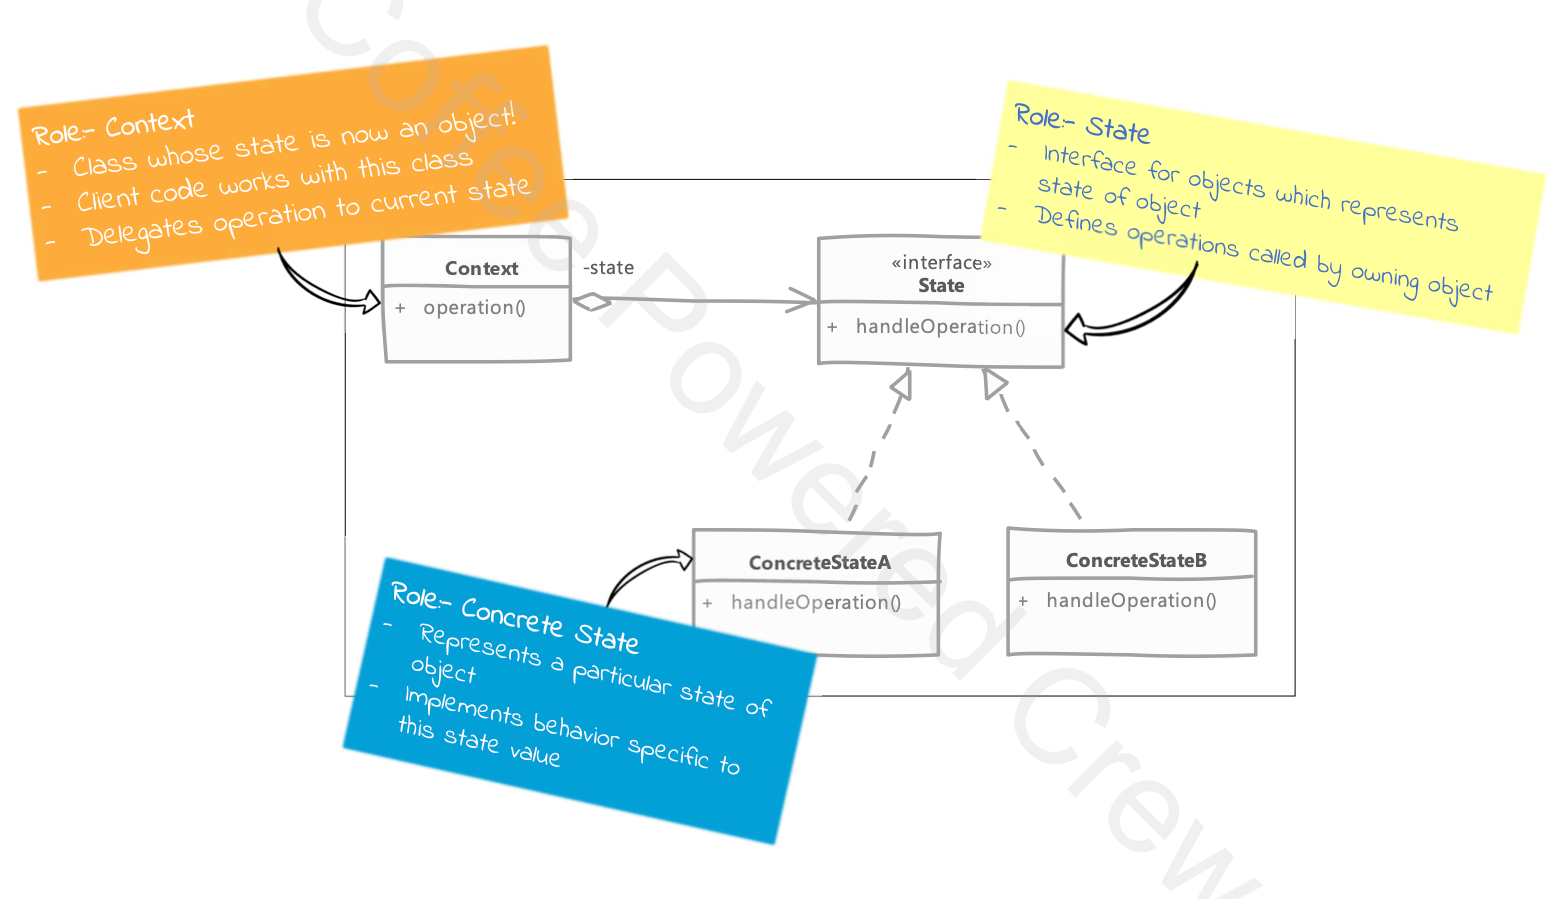 Role:- Context
- Class whose state is now an object!
- Client code works with this class
- Delegates operation to current state
Role:- State
- Interface for objects which represents
state of object
- Defines operations called by owning object
Context
+ operation()
-state
«interface»
State
+ handleOperation()
ConcreteStateA
+ handleOperation()
ConcreteStateB
+ handleOperation()
Role:- Concrete State
- Represents a particular state of
object
- Implements behavior specific to
this state value
Coffee Powered Crew